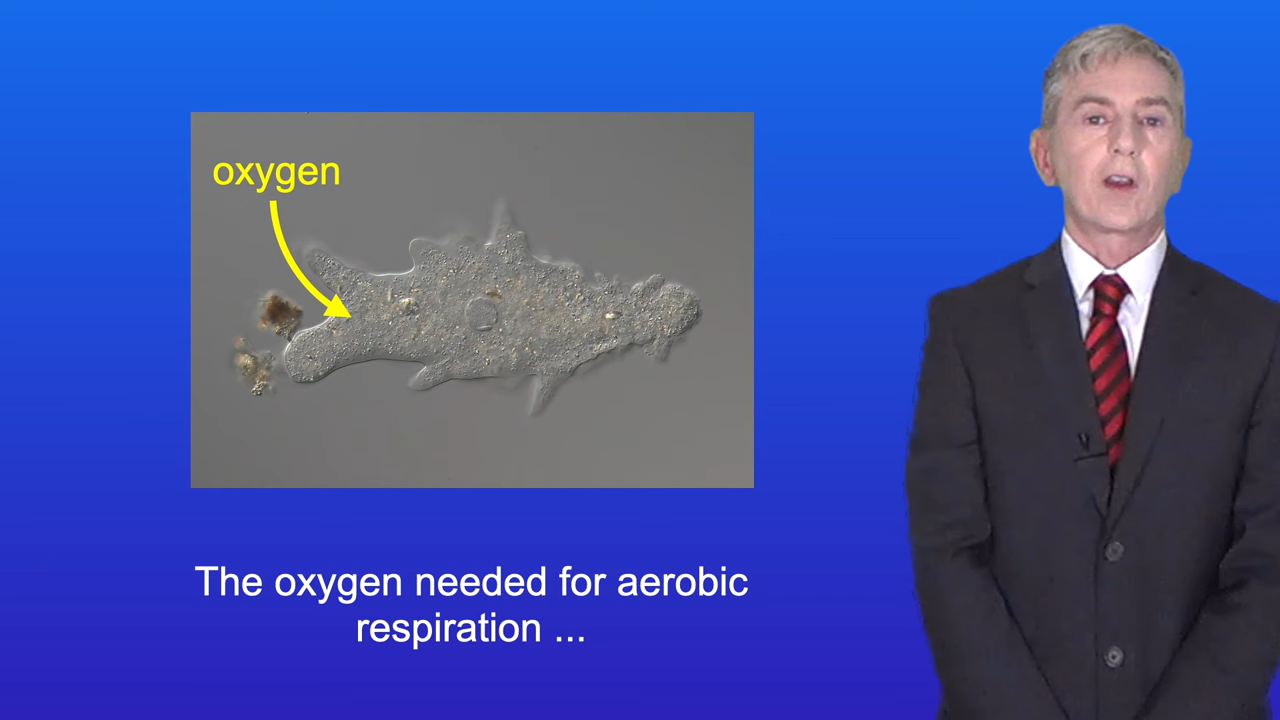 oxygen
The oxygen needed for aerobic
respiration ...